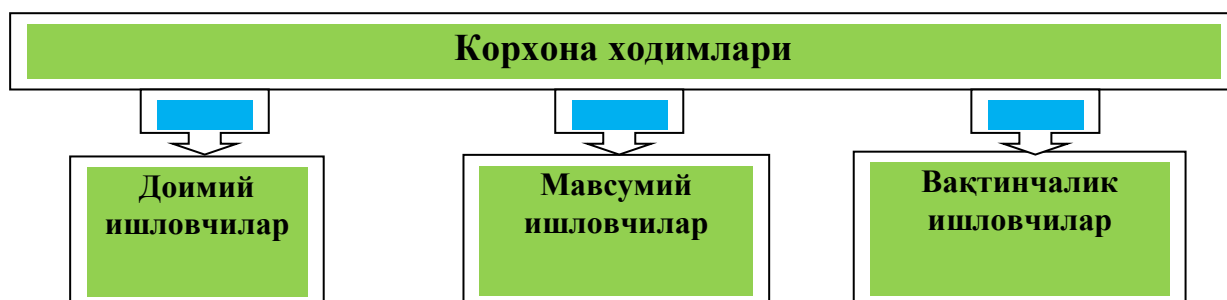 Корхона ходимлари
Доимий
ишловчилар
Мавсумий
ишловчилар
Вақтинчалик
ишловчилар